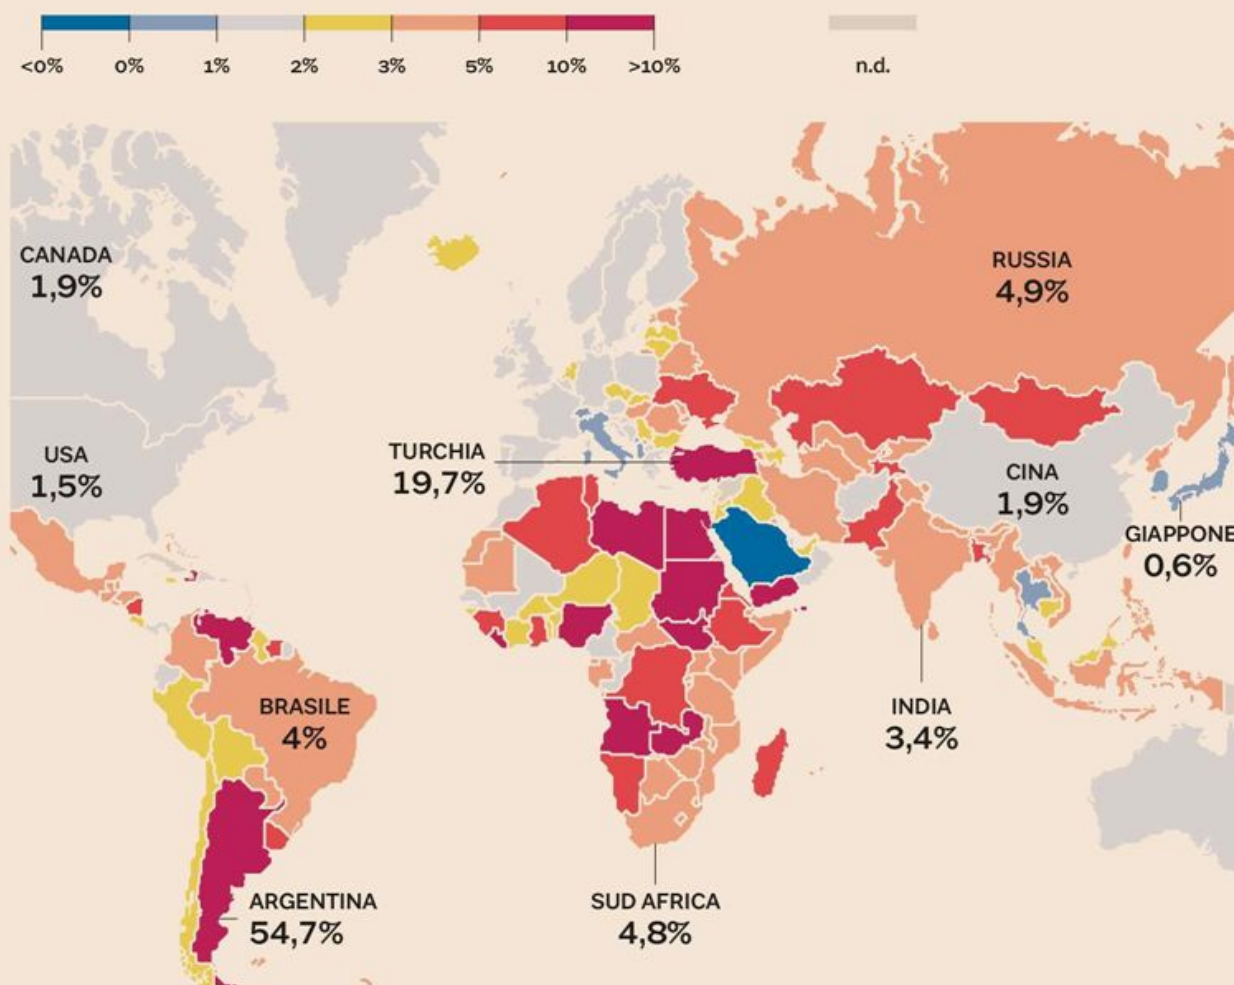 <0% 0% 1% 2% 3% 5% 10% >10% n.d.
CANADA
1,9%
RUSSIA
4,9%
USA
1,5%
TURCHIA
19,7%
CINA
1,9%
GIAPPONE
0,6%
BRASILE
4%
INDIA
3,4%
ARGENTINA
54,7%
SUD AFRICA
4,8%